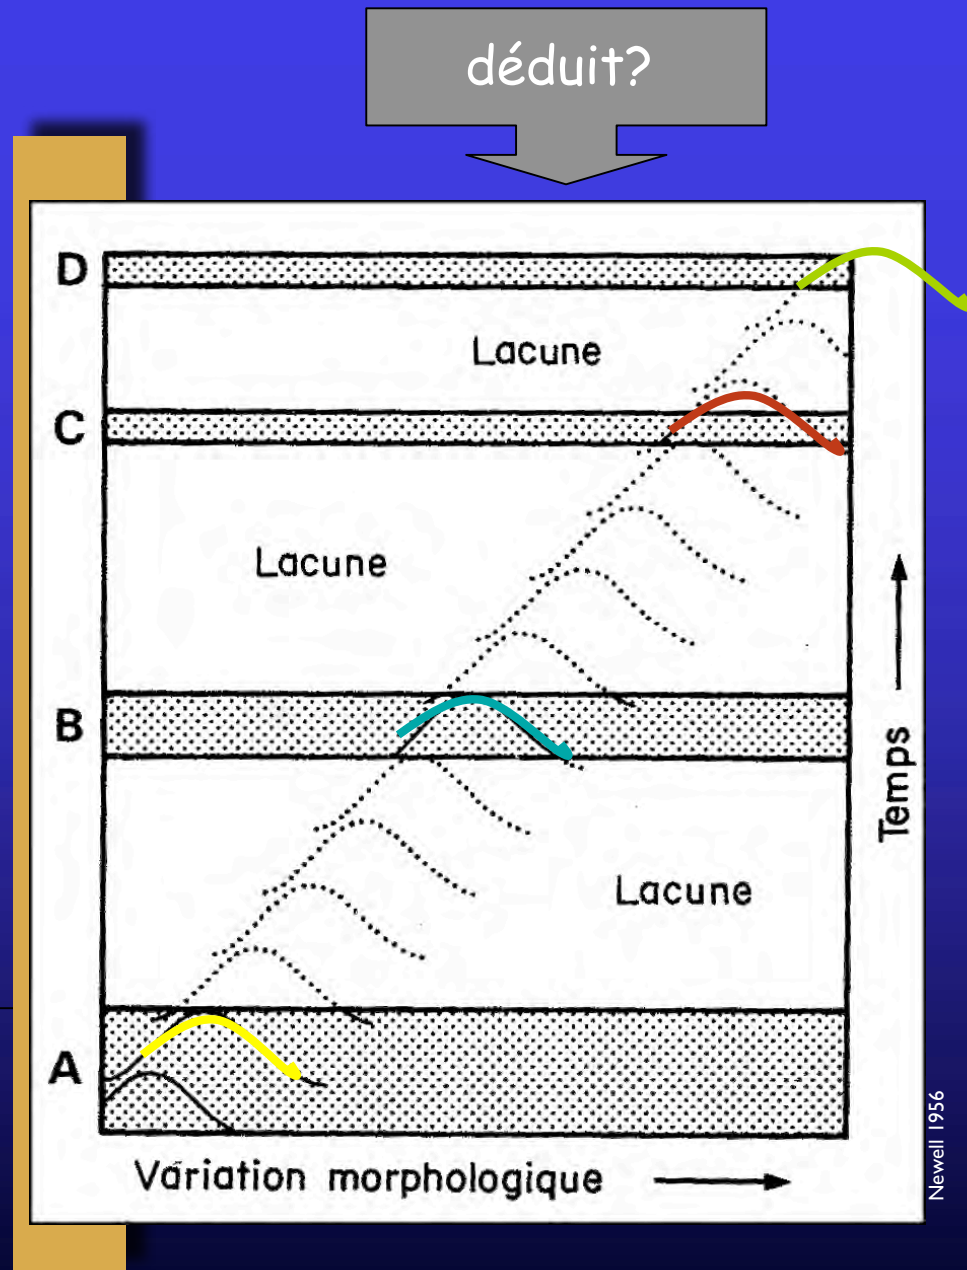 déduit?
D
Lacune
C
Lacune
B
Temps
Lacune
A
Variation morphologique
Newell 1956